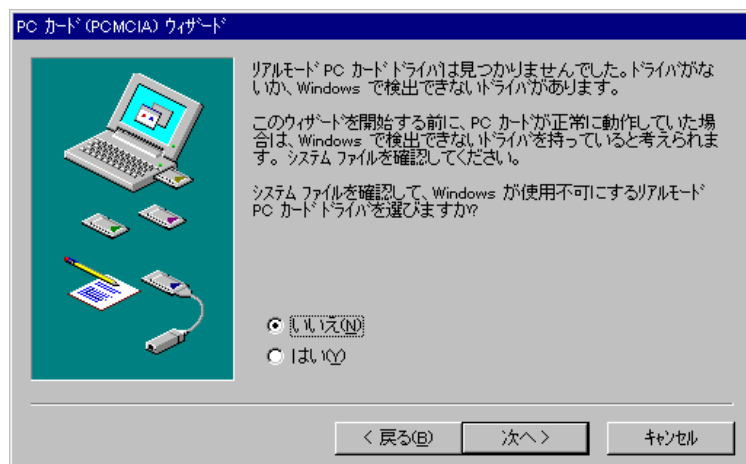 PC カード(PCMCIA) ウィザード
リアルモード PC カード ドライバは見つかりませんでした。ドライバがな
いか、Windows で検出できないドライバがあります。
このウィザードを開始する前に、PC カードが正常に動作していた場
合は、Windows で検出できないドライバを持っていると考えられま
す。システム ファイルを確認してください。
システム ファイルを確認して、Windows が使用不可にするリアルモード
PC カード ドライバを選びますか?
いいえ(N)
はい(Y)
< 戻る(B)
次へ >
キャンセル